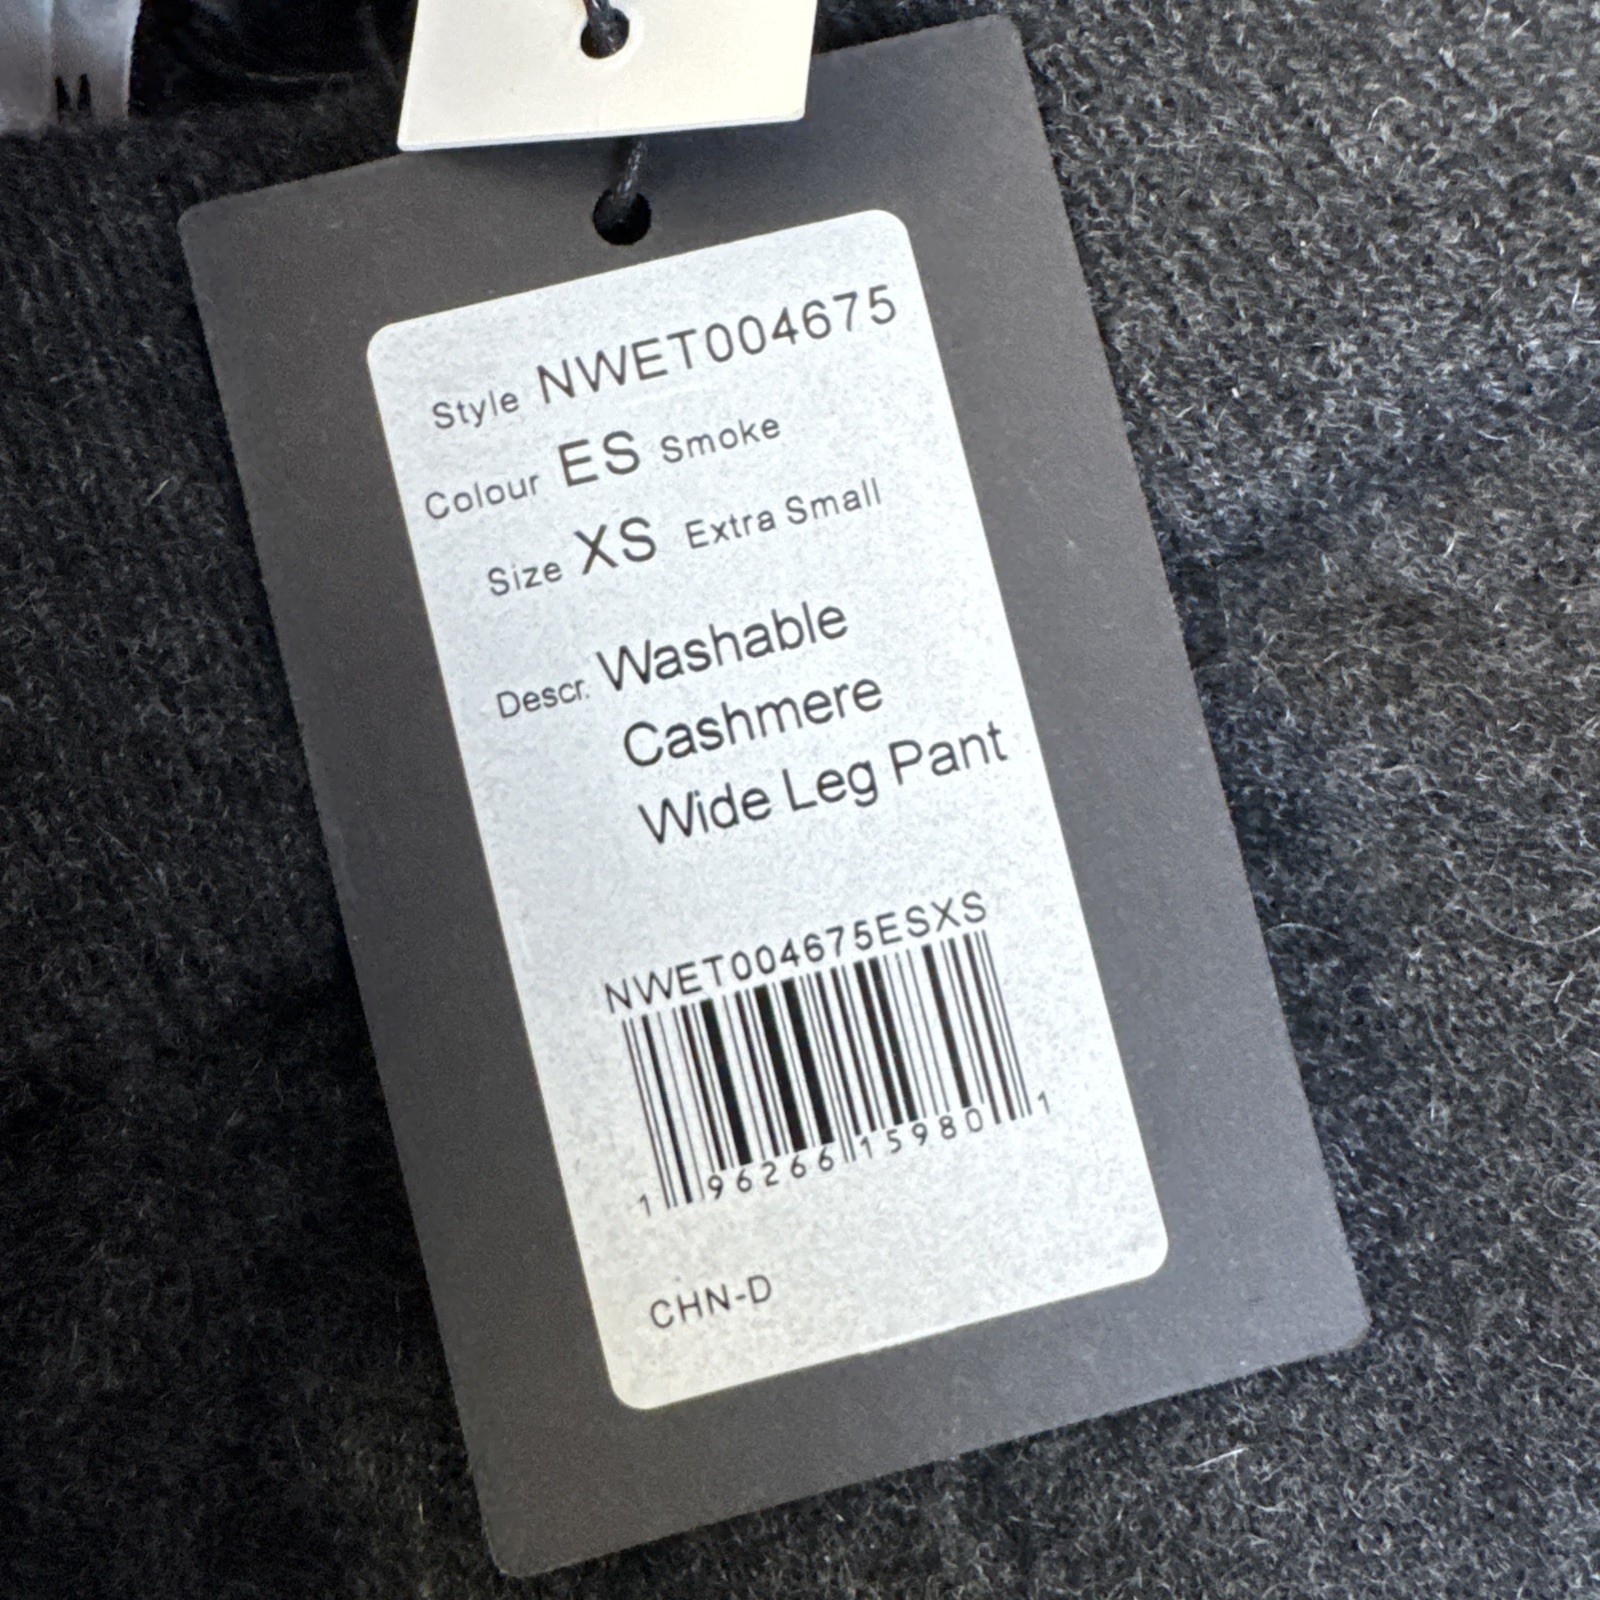 Style NWET004675
Colour ES Smoke
Size XS Extra Small
Descr. Washable
Cashmere
Wide Leg Pant
NWET004675ESXS
1 96266 15980 1
CHN-D